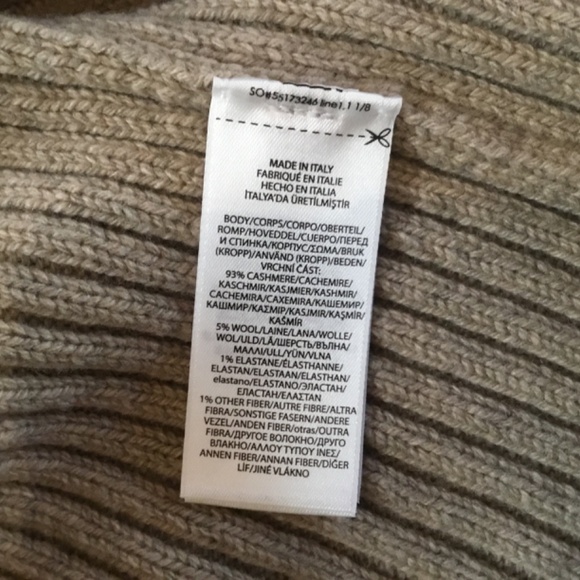 SO#55173246 line1.1 1/8
MADE IN ITALY
FABRIQUÉ EN ITALIE
HECHO EN ITALIA
İTALYA'DA ÜRETİLMİŞTİR
BODY/CORPS/CORPO/OBERTEIL/
ROMP/HOVEDDEL/CUERPO/ПЕРЕД
И СПИНКА/КОРПУС/ΣΩΜΑ/BRUK
(KROPP)/ANVÄND (KROPP)/BEDEN/
VRCHNÍ ČÁST:
93% CASHMERE/CACHEMIRE/
KASCHMIR/KASJMIER/KASHMIR/
CACHEMIRA/CAXEMIRA/КАШЕМИР/
КАШМИР/ΚΑΣΜΙΡ/KASJMIR/KAŞMİR/
KAŠMÍR
5% WOOL/LAINE/LANA/WOLLE/
WOL/ULD/LÃ/ШЕРСТЬ/ВЪЛНА/
ΜΑΛΛΙ/ULL/YÜN/VLNA
1% ELASTANE/ÉLASTHANNE/
ELASTAN/ELASTAAN/ELASTHAN/
elastano/ELASTANO/ЭЛАСТАН/
ЕЛАСТАН/ΕΛΑΣΤΑΝ
1% OTHER FIBER/AUTRE FIBRE/ALTRA
FIBRA/SONSTIGE FASERN/ANDERE
VEZEL/ANDEN FIBER/otras/OUTRA
FIBRA/ДРУГОЕ ВОЛОКНО/ДРУГО
ВЛАКНО/ΑΛΛΟΥ ΤΥΠΟΥ ΙΝΕΣ/
ANNEN FIBER/ANNAN FIBER/DİĞER
LİF/JINÉ VLÁKNO